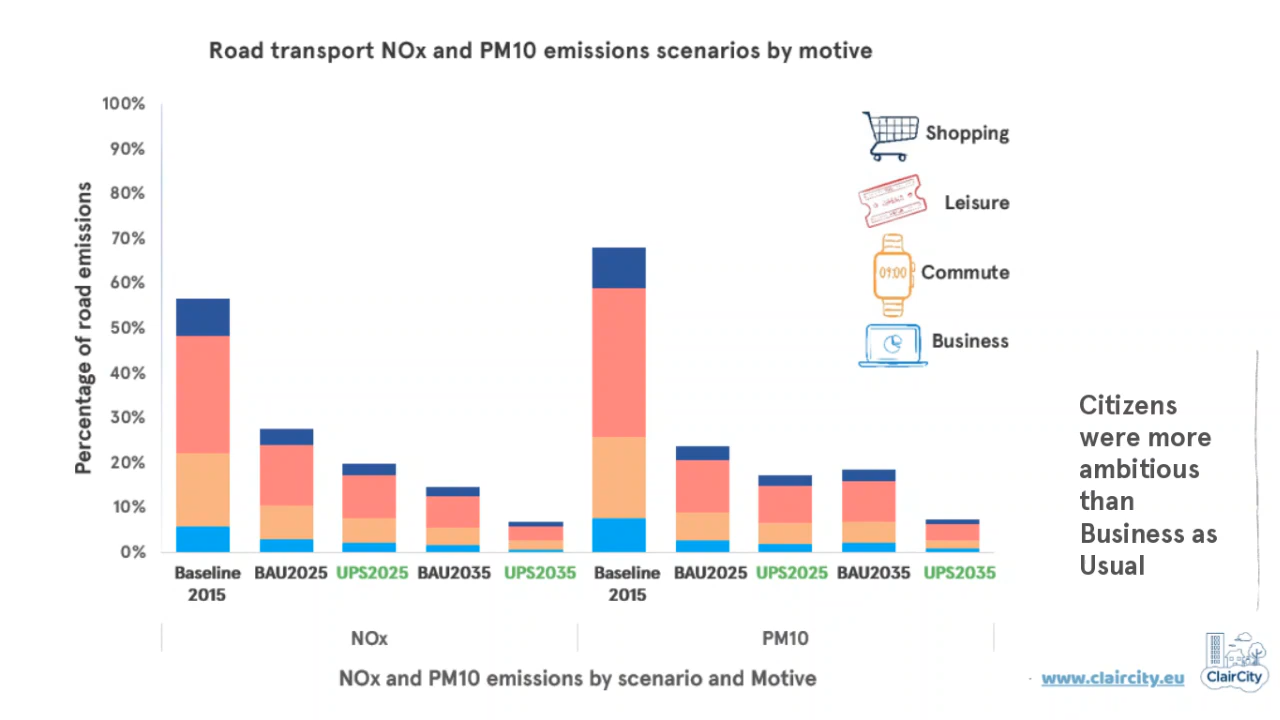 Road transport NOx and PM10 emissions scenarios by motive
Percentage of road emissions
100%
90%
80%
70%
60%
50%
40%
30%
20%
10%
0%
Shopping
Leisure
09:00
Commute
Business
Baseline 2015
BAU2025
UPS2025
BAU2035
UPS2035
Baseline 2015
BAU2025
UPS2025
BAU2035
UPS2035
NOx
PM10
NOx and PM10 emissions by scenario and Motive
Citizens
were more
ambitious
than
Business as
Usual
www.claircity.eu
ClairCity